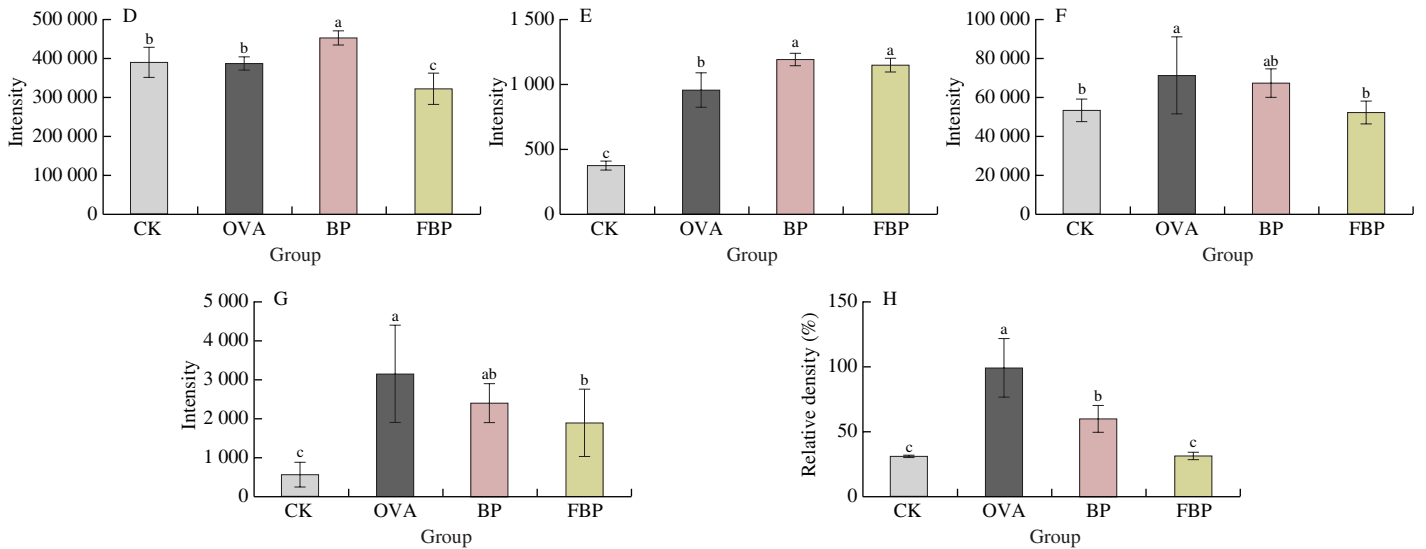 D
500 000
400 000
300 000
200 000
100 000
0
Intensity
b
b
a
c
CK OVA BP FBP
Group
E
1 500
1 000
500
0
Intensity
c
b
a
a
CK OVA BP FBP
Group
F
100 000
80 000
60 000
40 000
20 000
0
Intensity
b
a
ab
b
CK OVA BP FBP
Group
G
5 000
4 000
3 000
2 000
1 000
0
Intensity
c
a
ab
b
CK OVA BP FBP
Group
H
150
100
50
0
Relative density (%)
c
a
b
c
CK OVA BP FBP
Group